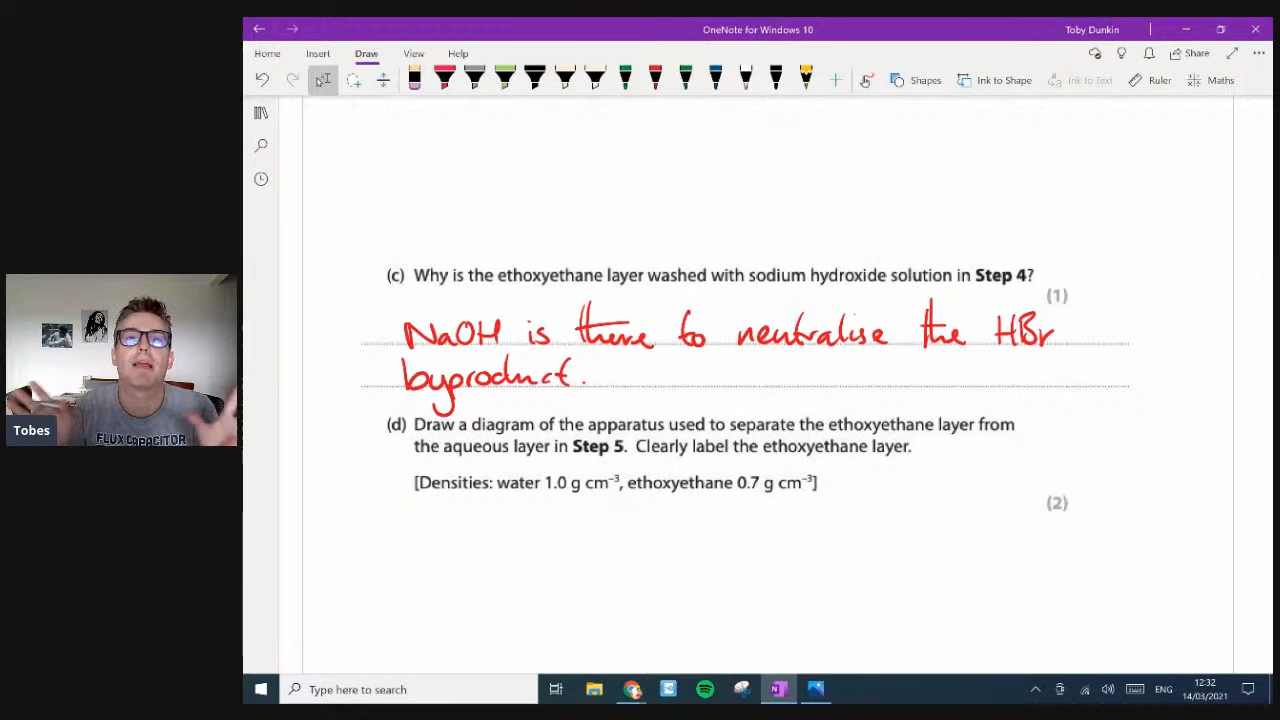 OneNote for Windows 10
Toby Dunkin
Home Insert Draw View Help
Share
Shapes Ink to Shape Ink to Text Ruler Maths
(c) Why is the ethoxyethane layer washed with sodium hydroxide solution in Step 4?
(1)
NaOH is there to neutralise the HBr
byproduct.
(d) Draw a diagram of the apparatus used to separate the ethoxyethane layer from
the aqueous layer in Step 5. Clearly label the ethoxyethane layer.
[Densities: water 1.0 g cm⁻³, ethoxyethane 0.7 g cm⁻³]
(2)
FLUX CAPACITOR
Tobes
Type here to search
ENG
12:32
14/03/2021